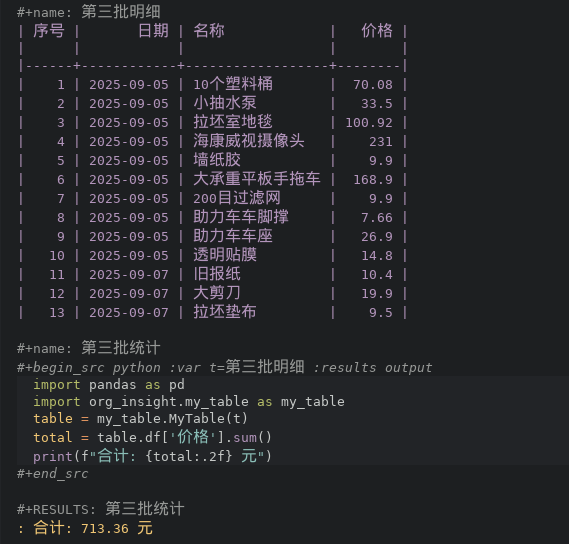 #+name: 第三批明细
| 序号 | 日期 | 名称 | 价格 |
| | | | |
|------+------------+------------------+--------|
| 1 | 2025-09-05 | 10个塑料桶 | 70.08 |
| 2 | 2025-09-05 | 小抽水泵 | 33.5 |
| 3 | 2025-09-05 | 拉坯室地毯 | 100.92 |
| 4 | 2025-09-05 | 海康威视摄像头 | 231 |
| 5 | 2025-09-05 | 墙纸胶 | 9.9 |
| 6 | 2025-09-05 | 大承重平板手拖车 | 168.9 |
| 7 | 2025-09-05 | 200目过滤网 | 9.9 |
| 8 | 2025-09-05 | 助力车车脚撑 | 7.66 |
| 9 | 2025-09-05 | 助力车车座 | 26.9 |
| 10 | 2025-09-05 | 透明贴膜 | 14.8 |
| 11 | 2025-09-07 | 旧报纸 | 10.4 |
| 12 | 2025-09-07 | 大剪刀 | 19.9 |
| 13 | 2025-09-07 | 拉坯垫布 | 9.5 |
#+name: 第三批统计
#+begin_src python :var t=第三批明细 :results output
import pandas as pd
import org_insight.my_table as my_table
table = my_table.MyTable(t)
total = table.df['价格'].sum()
print(f"合计: {total:.2f} 元")
#+end_src
#+RESULTS: 第三批统计
: 合计: 713.36 元